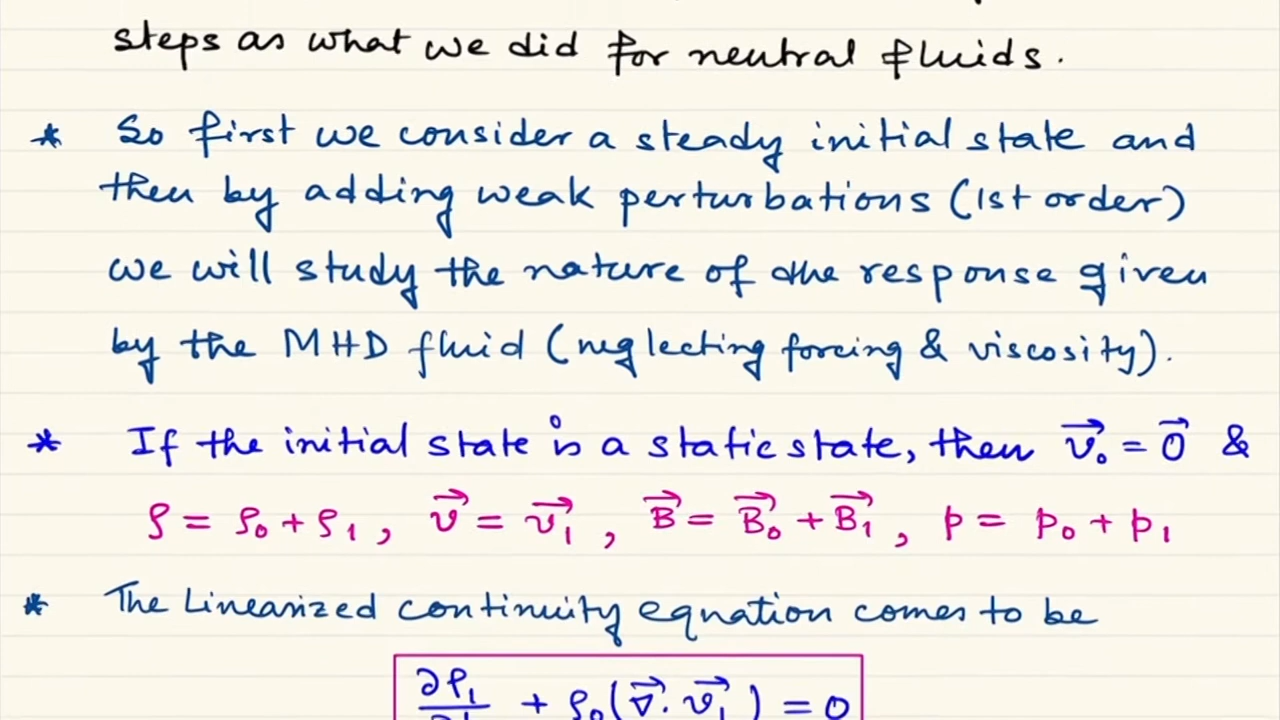 steps as what we did for neutral fluids.
* So first we consider a steady initial state and
then by adding weak perturbations (1st order)
we will study the nature of the response given
by the MHD fluid (neglecting forcing & viscosity).
* If the initial state is a static state, then v⃗₀ = 0⃗ &
ρ = ρ₀ + ρ₁, v⃗ = v⃗₁, B⃗ = B⃗₀ + B⃗₁, p = p₀ + p₁
* The Linearized continuity equation comes to be
∂ρ₁/∂t + ρ₀(∇⃗. v⃗₁) = 0